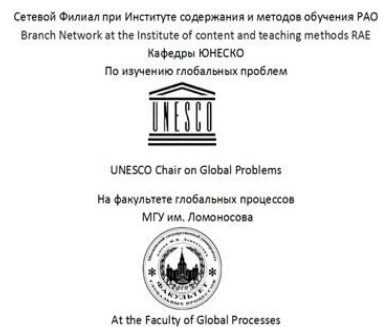 Сетевой Филиал при Институте содержания и методов обучения РАО
Branch Network at the Institute of content and teaching methods RAE
Кафедры ЮНЕСКО
По изучению глобальных проблем
UNESCO
UNESCO Chair on Global Problems
На факультете глобальных процессов
МГУ им. Ломоносова
ФАКУЛЬТЕТ
At the Faculty of Global Processes